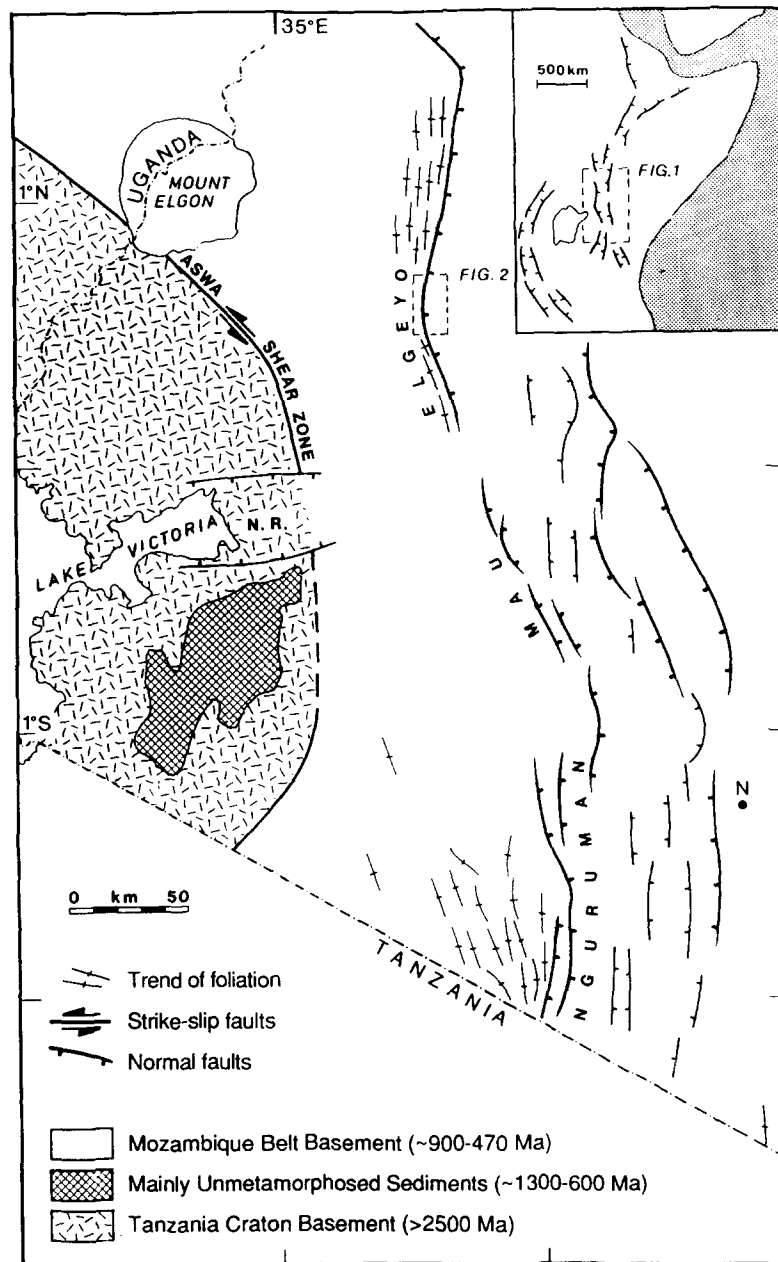 35°E
500km
FIG.1
UGANDA
MOUNT
ELGON
1°N
ASWA
SHEAR ZONE
FIG. 2
ELGEYO
LAKE VICTORIA
N.R.
MAU
1°S
NGURUMAN
N
0 km 50
TANZANIA
Trend of foliation
Strike-slip faults
Normal faults
Mozambique Belt Basement (~900-470 Ma)
Mainly Unmetamorphosed Sediments (~1300-600 Ma)
Tanzania Craton Basement (>2500 Ma)